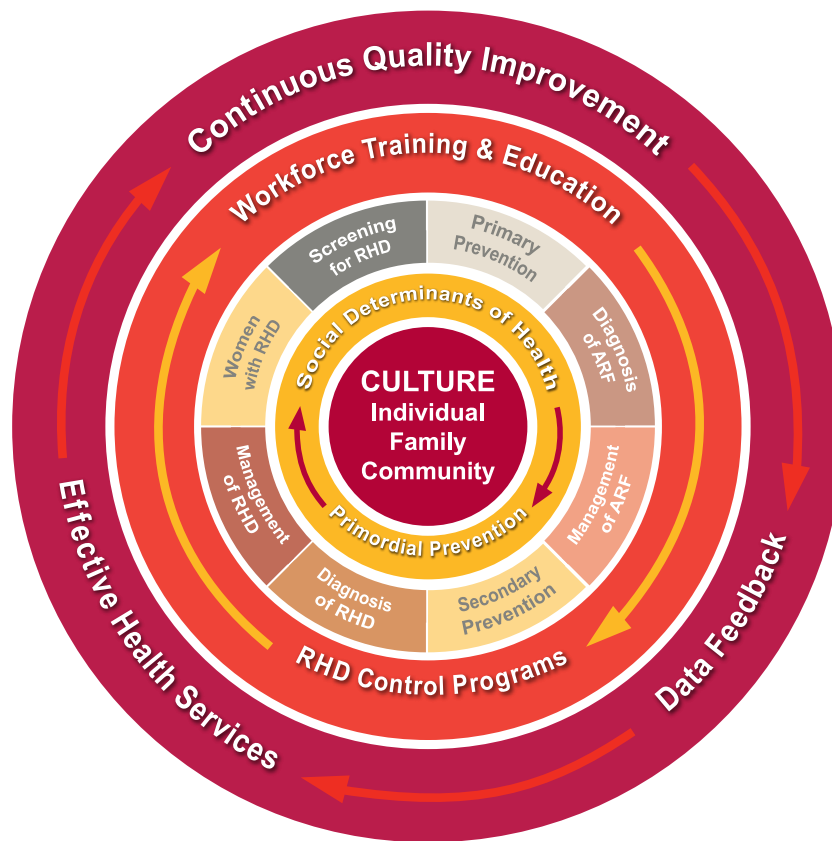 Continuous Quality Improvement
Workforce Training & Education
Screening
for RHD
Primary
Prevention
Women
with RHD
Diagnosis
of ARF
Social Determinants of Health
CULTURE
Individual
Family
Community
Management
of RHD
Management
of ARF
Primordial Prevention
Diagnosis
of RHD
Secondary
Prevention
RHD Control Programs
Effective Health Services
Data Feedback